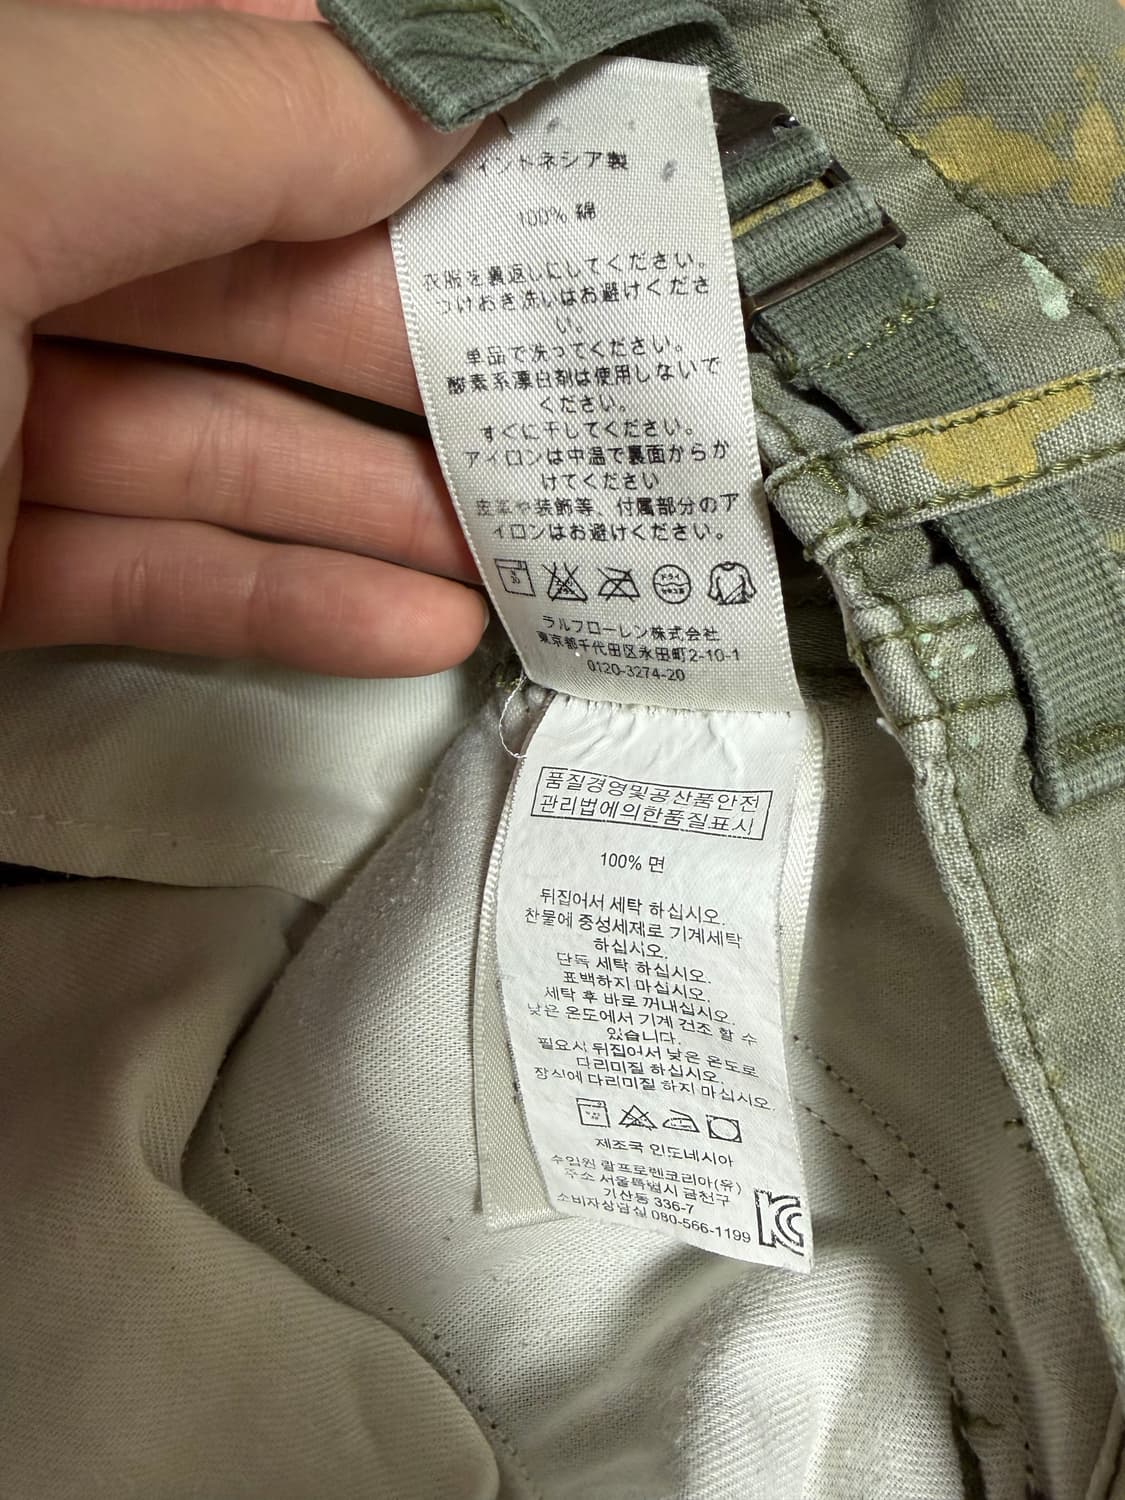 インドネシア製
100% 綿
衣服を裏返しにしてください。
つけおき洗いはお避けくださ
い。
単品で洗ってください。
酸素系漂白剤は使用しないで
ください。
すぐに干してください。
アイロンは中温で裏面からか
けてください
皮革や装飾等、付属部分のア
イロンはお避けください。
ラルフローレン株式会社
東京都千代田区永田町2-10-1
0120-3274-20
품질경영및공산품안전
관리법에의한품질표시
100% 면
뒤집어서 세탁 하십시오.
찬물에 중성세제로 기계세탁
하십시오.
단독 세탁 하십시오.
표백하지 마십시오.
세탁 후 바로 꺼내십시오.
낮은 온도에서 기계 건조 할 수
있습니다.
필요시 뒤집어서 낮은 온도로
다리미질 하십시오.
장식에 다리미질 하지 마십시오.
제조국 인도네시아
수입원 랄프로렌코리아(유)
주소 서울특별시 금천구
가산동 336-7
소비자상담실 080-566-1199
KC